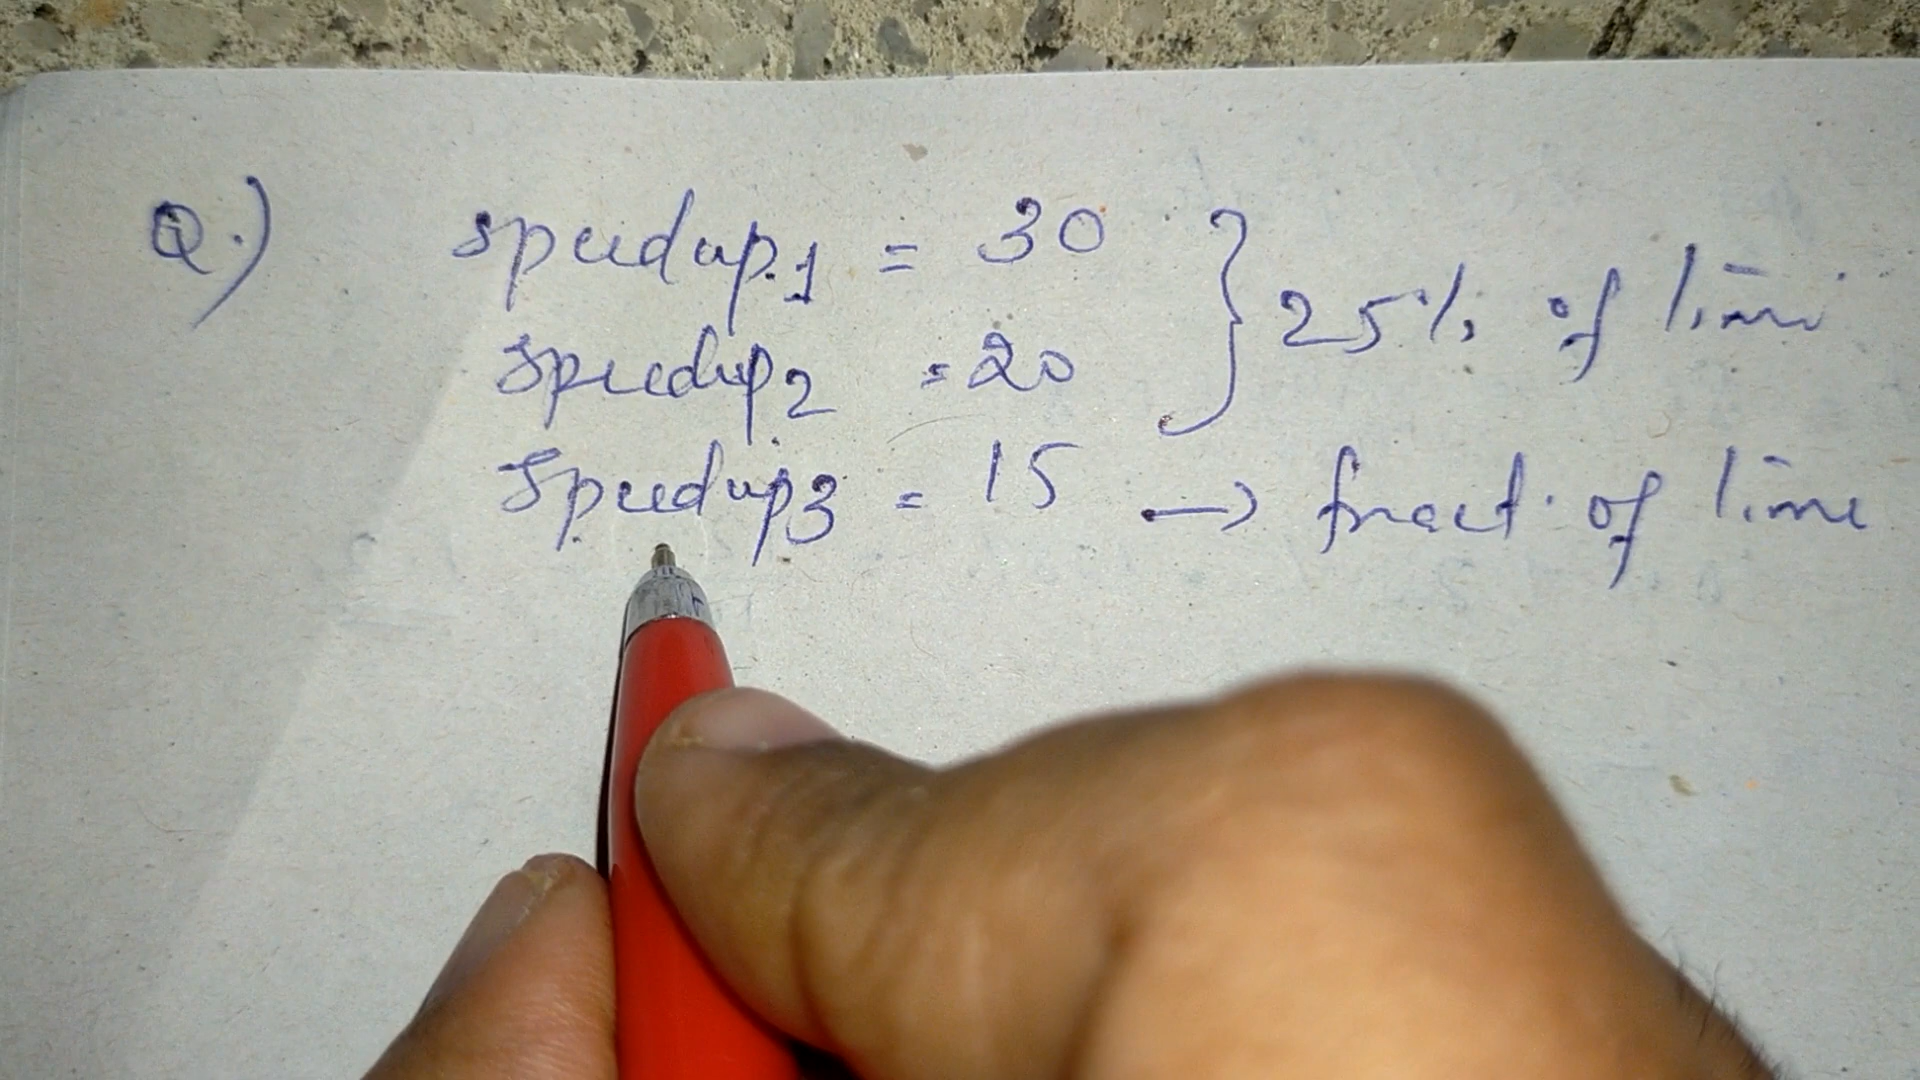 Q.) speedup1 = 30 } 25% of time
speedup2 = 20
speedup3 = 15 → fract. of time